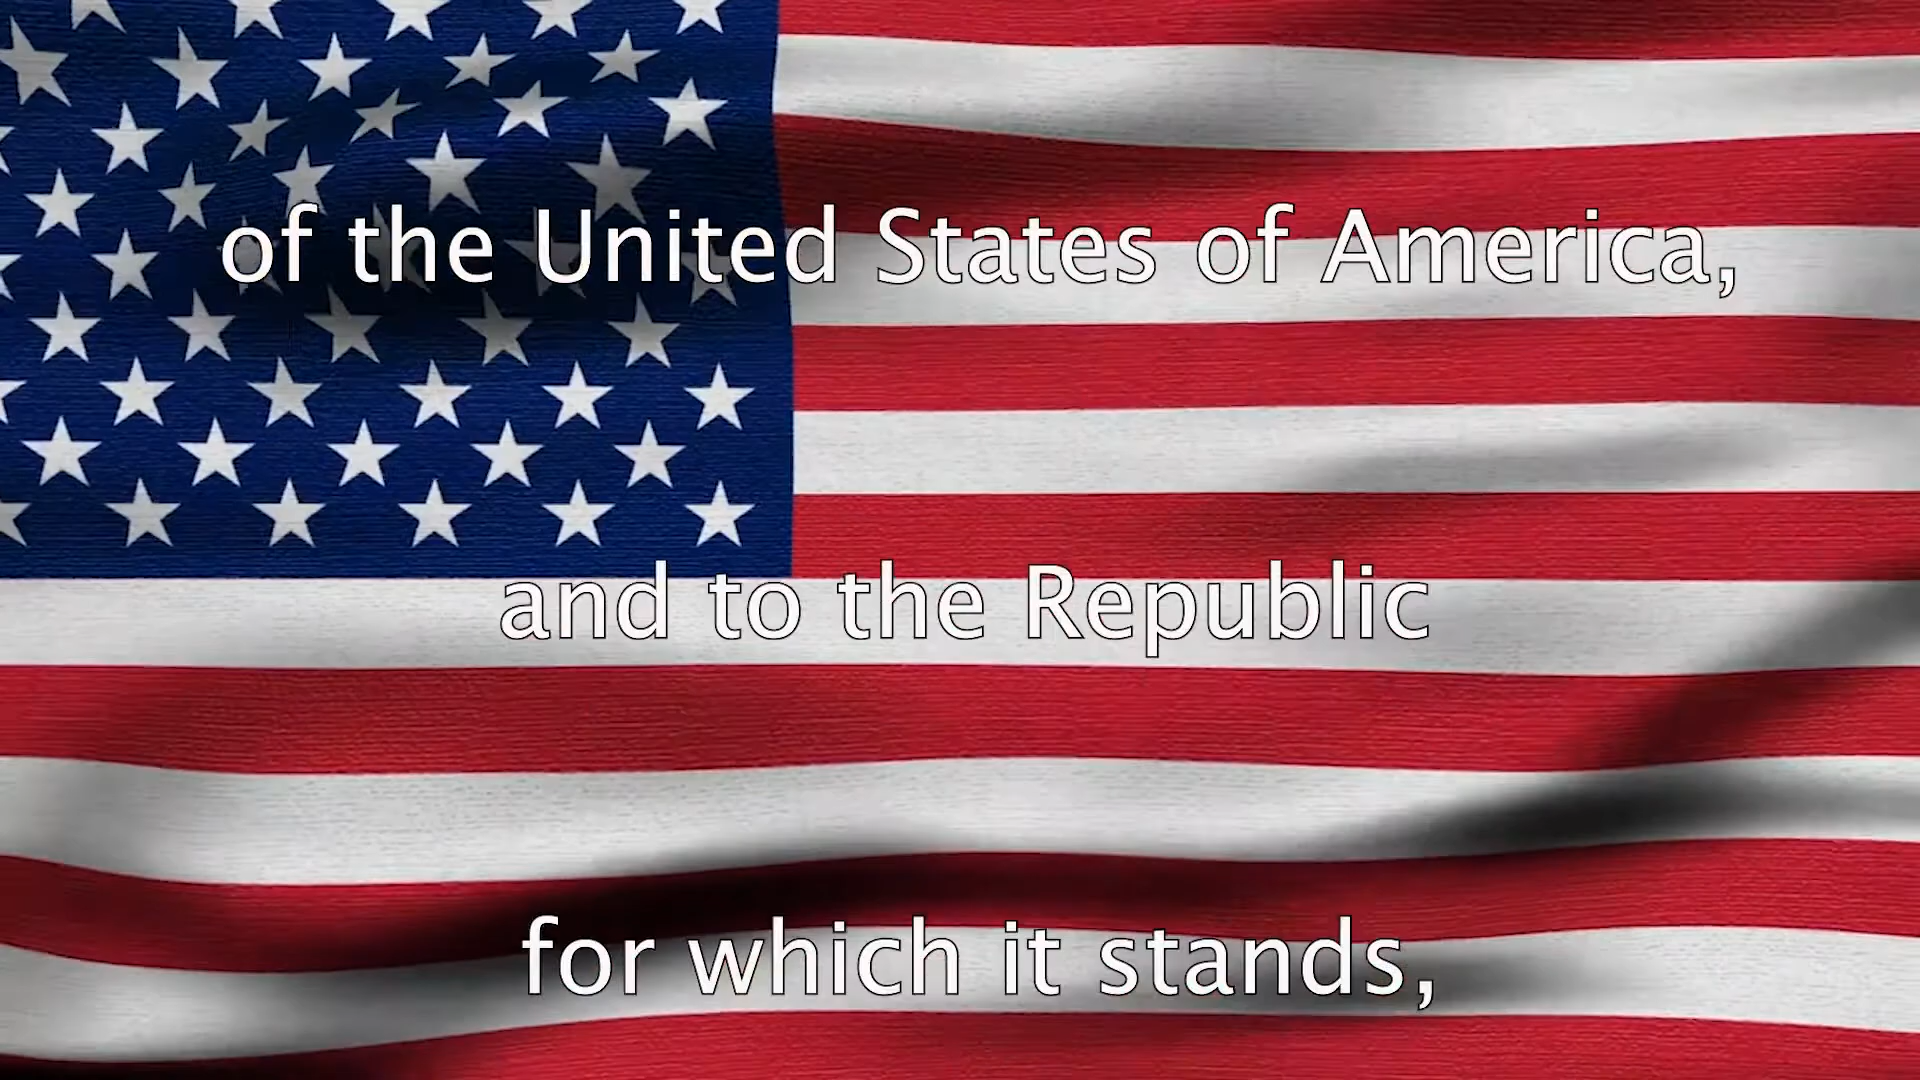 of the United States of America,
and to the Republic
for which it stands,